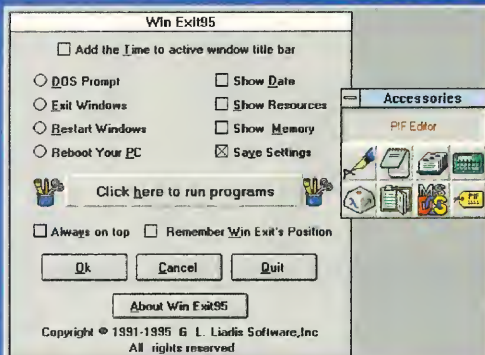 Win Exit95
Add the Time to active window title bar
DOS Prompt
Show Date
Exit Windows
Show Resources
Restart Windows
Show Memory
Reboot Your PC
Save Settings
Click here to run programs
Always on top
Remember Win Exit's Position
Ok
Cancel
Quit
About Win Exit95
Copyright © 1991-1995 G. L. Liadis Software,Inc
All rights reserved
Accessories
PIF Editor
MS
DOS